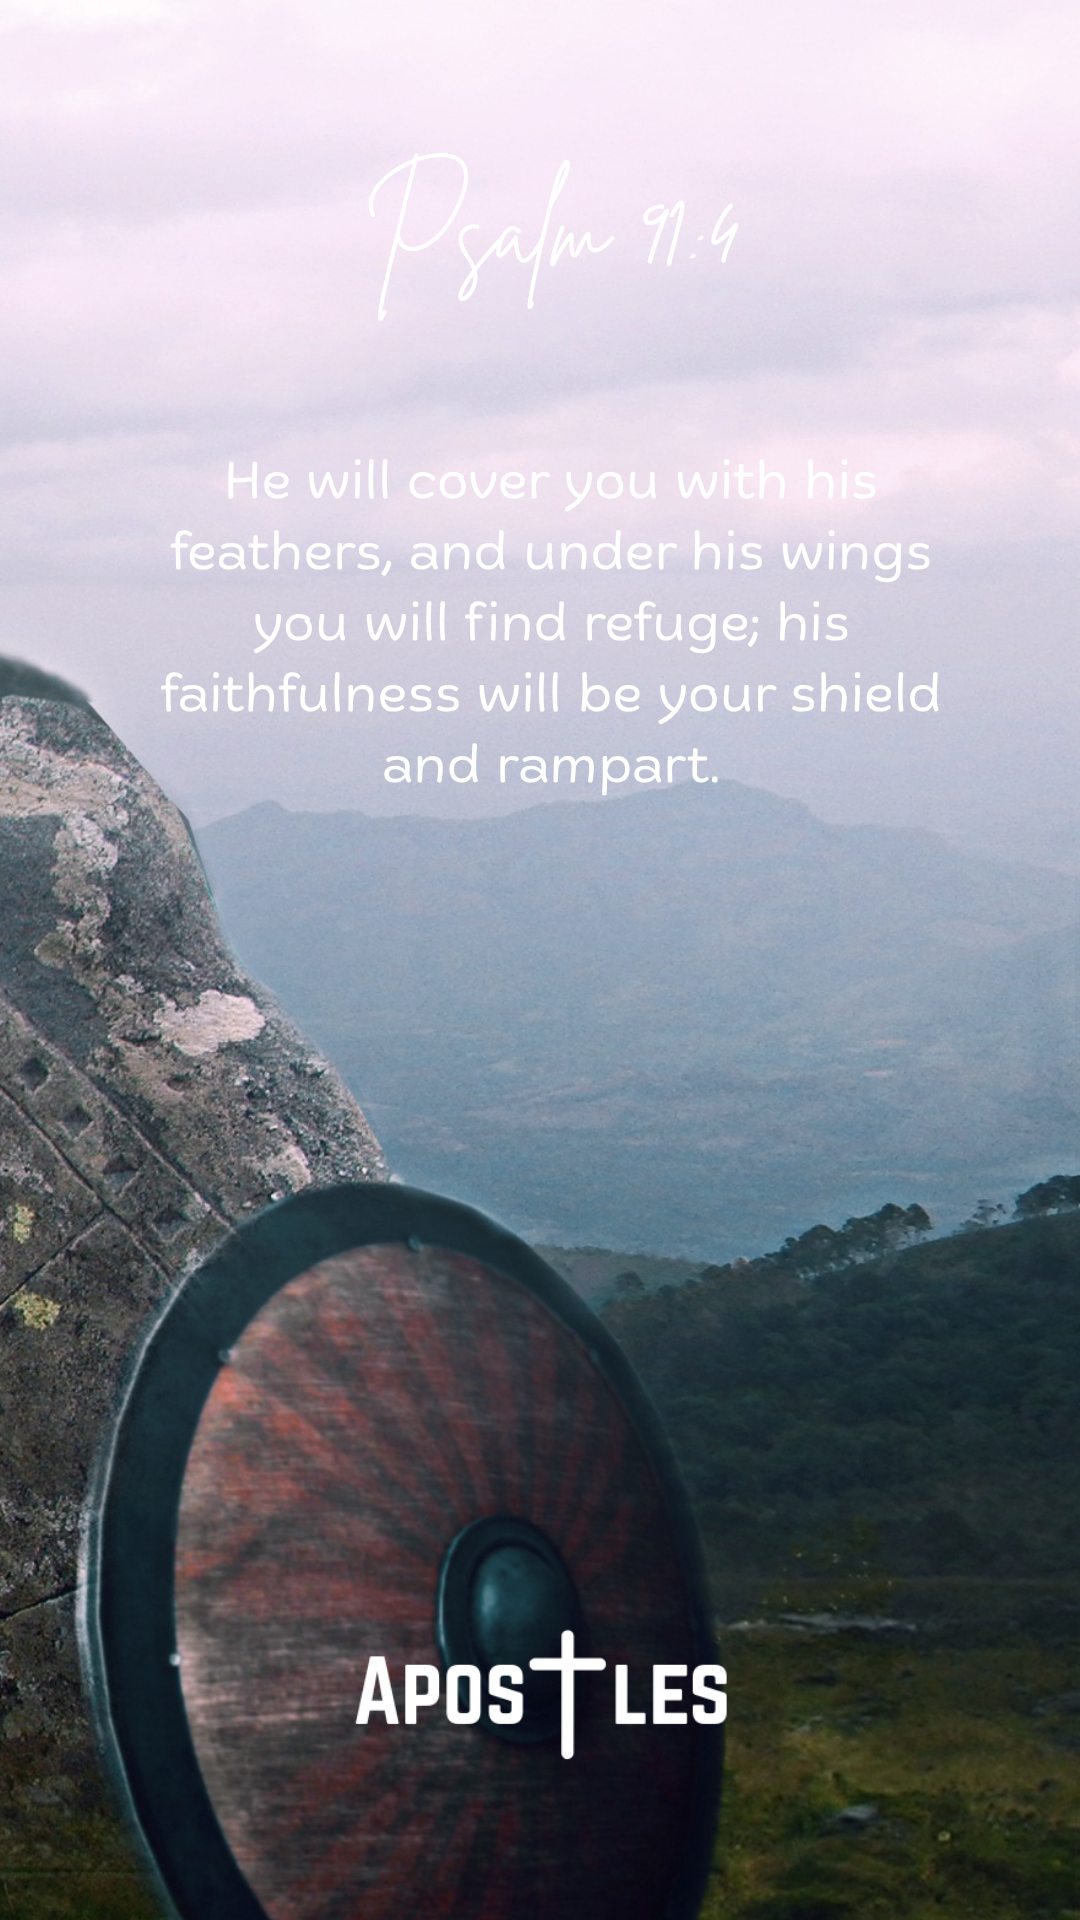 Psalm 91:4
He will cover you with his
feathers, and under his wings
you will find refuge; his
faithfulness will be your shield
and rampart.
APOSTLES